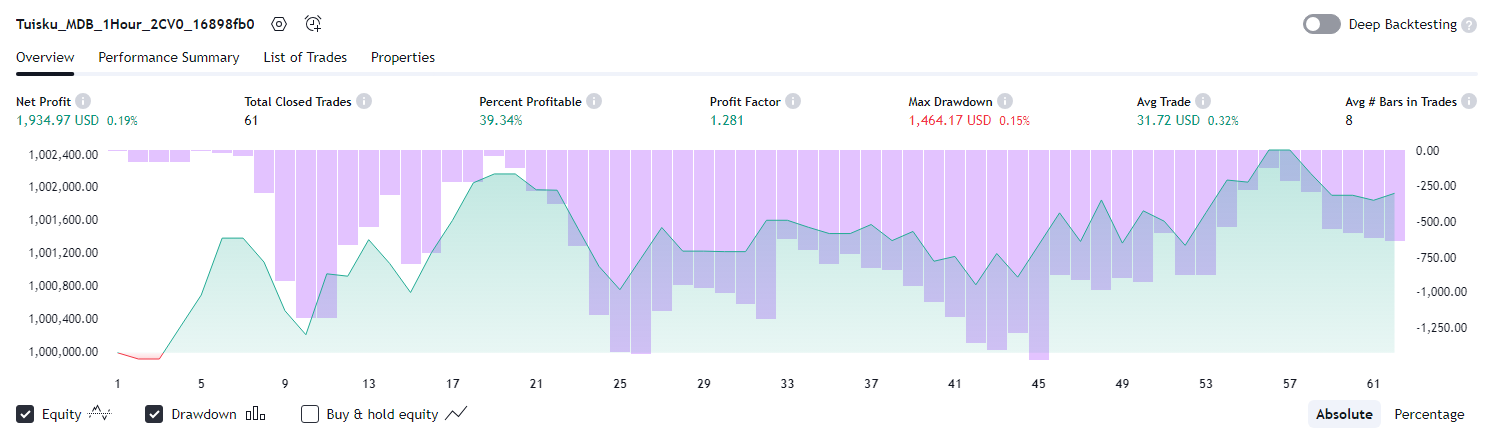 Tuisku_MDB_1Hour_2CV0_16898fb0 Deep Backtesting ?
Overview Performance Summary List of Trades Properties
Net Profit Total Closed Trades Percent Profitable Profit Factor Max Drawdown Avg Trade Avg # Bars in Trades
1,934.97 USD 0.19% 61 39.34% 1.281 1,464.17 USD 0.15% 31.72 USD 0.32% 8
1,002,400.00 0.00
1,002,000.00 -250.00
1,001,600.00 -500.00
1,001,200.00 -750.00
1,000,800.00 -1,000.00
1,000,400.00 -1,250.00
1,000,000.00
1 5 9 13 17 21 25 29 33 37 41 45 49 53 57 61
Equity Drawdown Buy & hold equity Absolute Percentage